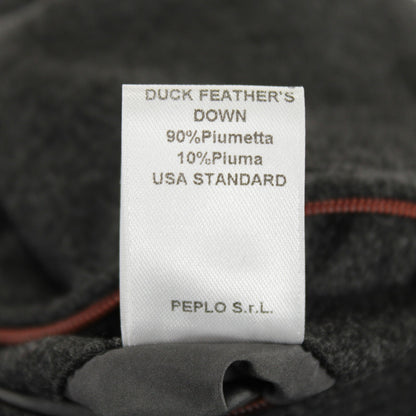 DUCK FEATHER'S
DOWN
90%Piumetta
10%Piuma
USA STANDARD
PEPLO S.r.L.